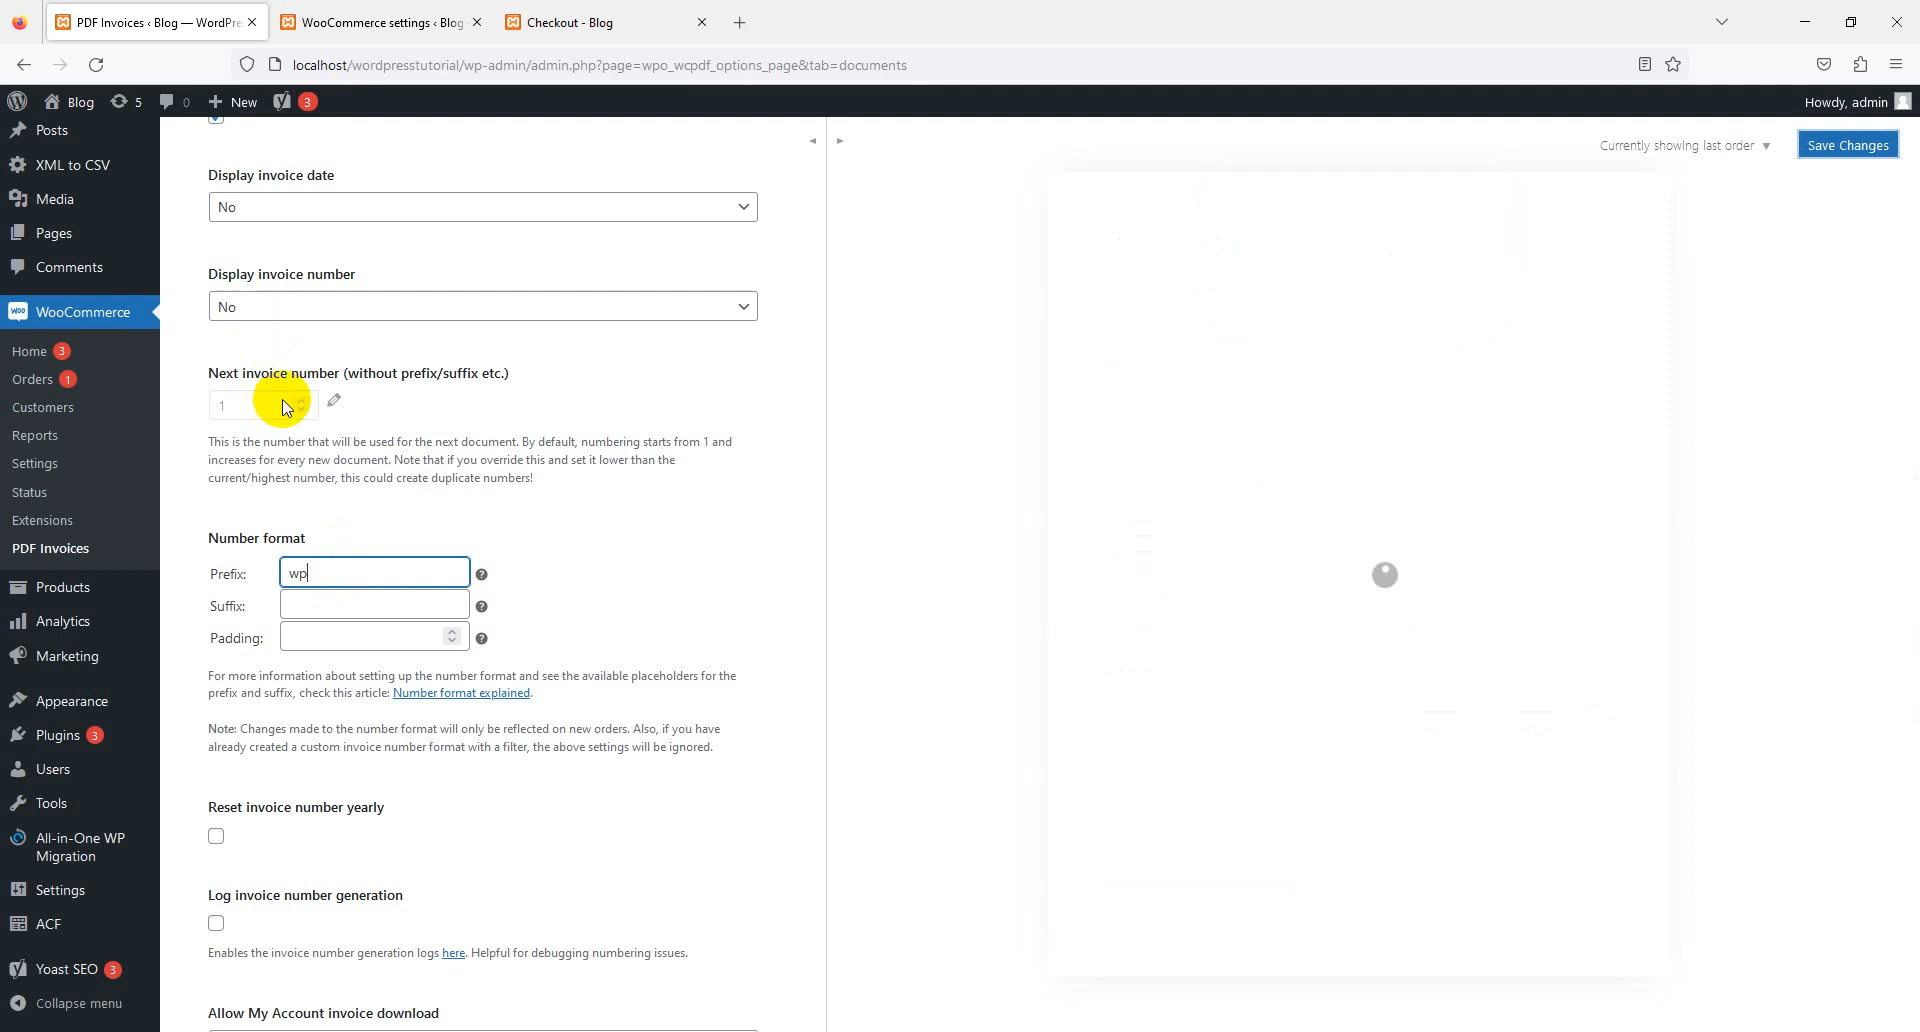 PDF Invoices ‹ Blog — WordPre
WooCommerce settings ‹ Blog
Checkout - Blog
localhost/wordpresstutorial/wp-admin/admin.php?page=wpo_wcpdf_options_page&tab=documents
Blog
5
0
New
3
Howdy, admin
Posts
XML to CSV
Media
Pages
Comments
WooCommerce
Home 3
Orders 1
Customers
Reports
Settings
Status
Extensions
PDF Invoices
Products
Analytics
Marketing
Appearance
Plugins 3
Users
Tools
All-in-One WP
Migration
Settings
ACF
Yoast SEO 3
Collapse menu
Display invoice date
No
Display invoice number
No
Next invoice number (without prefix/suffix etc.)
1
This is the number that will be used for the next document. By default, numbering starts from 1 and
increases for every new document. Note that if you override this and set it lower than the
current/highest number, this could create duplicate numbers!
Number format
Prefix: wp
Suffix:
Padding:
For more information about setting up the number format and see the available placeholders for the
prefix and suffix, check this article: Number format explained.
Note: Changes made to the number format will only be reflected on new orders. Also, if you have
already created a custom invoice number format with a filter, the above settings will be ignored.
Reset invoice number yearly
Log invoice number generation
Enables the invoice number generation logs here. Helpful for debugging numbering issues.
Allow My Account invoice download
Currently showing last order
Save Changes